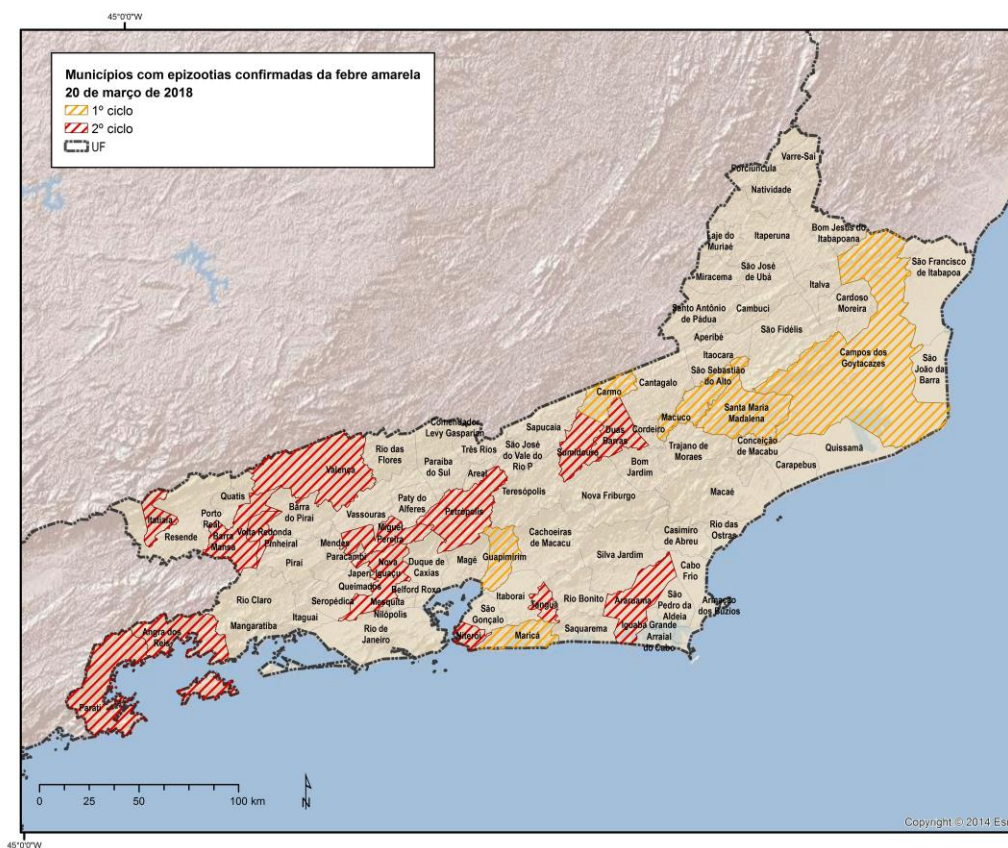 45°0'0"W
Municípios com epizootias confirmadas da febre amarela
20 de março de 2018
1º ciclo
2º ciclo
UF
Varre-Sai
Porciuncula
Natividade
Laje do
Muriaé
Itaperuna
Bom Jesus do
Itabapoana
São Francisco
de Itabapoa
Miracema
São José
de Ubá
Italva
Cardoso
Moreira
Santo Antônio
de Pádua
Cambuci
São Fidélis
Aperibé
Itaocara
Campos dos
Goytacazes
São
João da
Barra
São Sebastião
do Alto
Cantagalo
Carmo
Santa Maria
Madalena
Macuco
Cordeiro
Duas
Barras
Sapucaia
Comendador
Levy Gasparian
Três Rios
São José
do Vale do
Rio P
Sumidouro
Bom
Jardim
Trajano de
Moraes
Conceição
de Macabu
Quissamã
Carapebus
Rio das
Flores
Paraiba
do Sul
Areal
Valença
Teresópolis
Nova Friburgo
Macaé
Quatis
Barra
do Piraí
Vassouras
Paty do
Alferes
Petrópolis
Itatiaia
Porto
Real
Resende
Barra
Mansa
Volta Redonda
Pinheiral
Mendes
Miguel
Pereira
Paracambi
Nova
Iguaçu
Japeri
Duque de
Caxias
Magé
Guapimirim
Cachoeiras
de Macacu
Casimiro
de Abreu
Rio das
Ostras
Piraí
Queimados
Belford Roxo
Silva Jardim
Cabo
Frio
Rio Claro
Seropédica
Mesquita
Nilópolis
Itaboraí
Tanguá
Rio Bonito
Araruama
São
Pedro da
Aldeia
Armação
dos Búzios
Mangaratiba
Itaguaí
São
Gonçalo
Rio de
Janeiro
Niterói
Maricá
Saquarema
Iguaba Grande
Arraial
do Cabo
Angra dos
Reis
Parati
0 25 50 100 km
N
Copyright © 2014 Esri
45°0'0"W